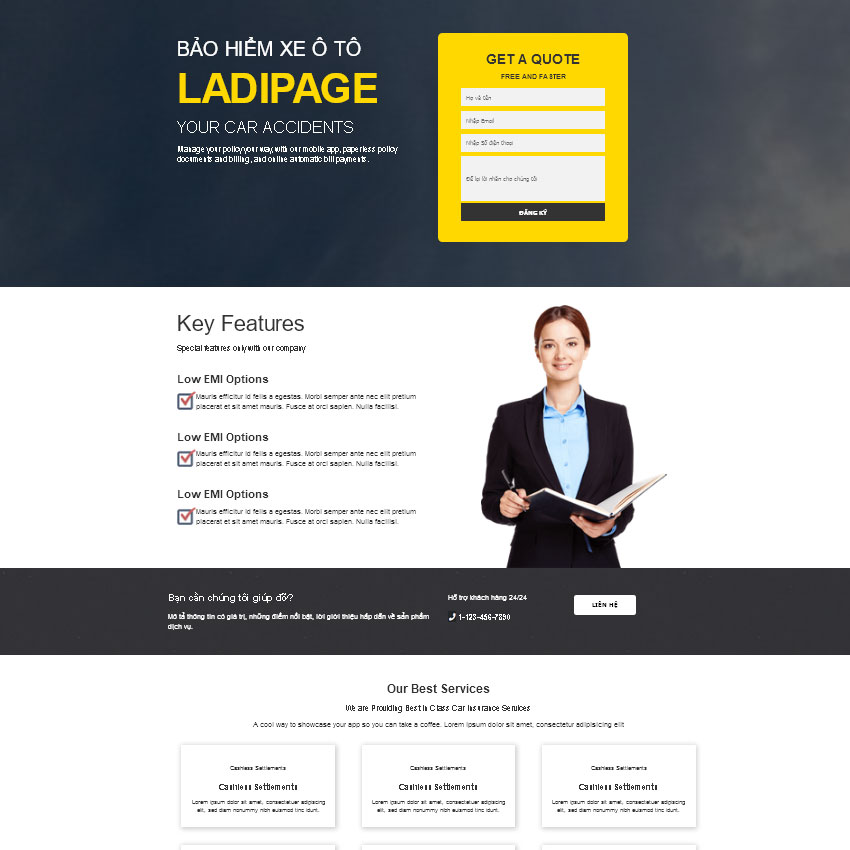 BẢO HIỂM XE Ô TÔ
LADIPAGE
YOUR CAR ACCIDENTS
Manage your policy your way, with our mobile app, paperless policy
documents and billing, and online automatic bill payments.
GET A QUOTE
FREE AND FASTER
Họ và tên
Nhập Email
Nhập Số điện thoại
Để lại lời nhắn cho chúng tôi
ĐĂNG KÝ
Key Features
Special features only with our company
Low EMI Options
Mauris efficitur id felis a egestas. Morbi semper ante nec elit pretium
placerat et sit amet mauris. Fusce at orci sapien. Nulla facilisi.
Low EMI Options
Mauris efficitur id felis a egestas. Morbi semper ante nec elit pretium
placerat et sit amet mauris. Fusce at orci sapien. Nulla facilisi.
Low EMI Options
Mauris efficitur id felis a egestas. Morbi semper ante nec elit pretium
placerat et sit amet mauris. Fusce at orci sapien. Nulla facilisi.
Bạn cần chúng tôi giúp đỡ?
Mô tả thông tin có giá trị, những điểm nổi bật, lời giới thiệu hấp dẫn về sản phẩm
dịch vụ.
Hỗ trợ khách hàng 24/24
1-123-456-7890
LIÊN HỆ
Our Best Services
We are Providing Best in Class Car Insurance Services
A cool way to showcase your app so you can take a coffee. Lorem ipsum dolor sit amet, consectetur adipisicing elit
Cashless Settlements
Cashless Settlements
Lorem ipsum dolor sit amet, consectetuer adipiscing
elit, sed diam nonummy nibh euismod tinc idunt.
Cashless Settlements
Cashless Settlements
Lorem ipsum dolor sit amet, consectetuer adipiscing
elit, sed diam nonummy nibh euismod tinc idunt.
Cashless Settlements
Cashless Settlements
Lorem ipsum dolor sit amet, consectetuer adipiscing
elit, sed diam nonummy nibh euismod tinc idunt.